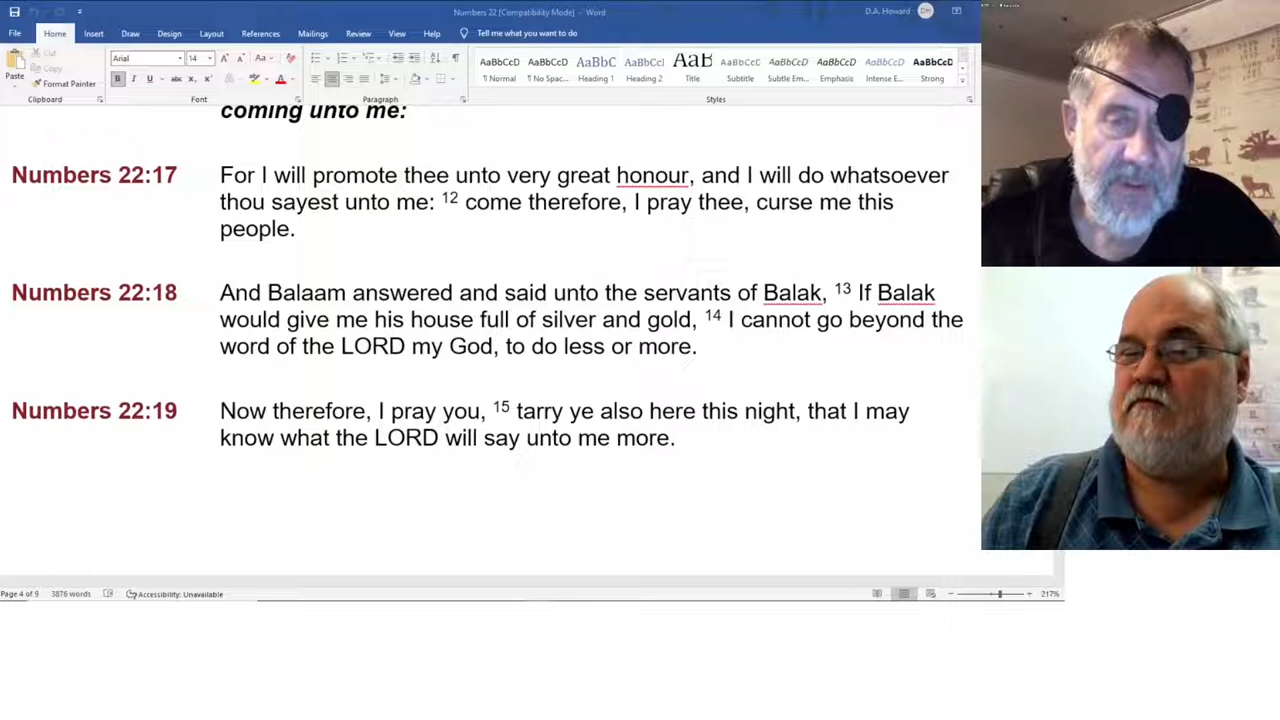 Numbers 22 [Compatibility Mode] - Word
D.A. Howard
DH
File Home Insert Draw Design Layout References Mailings Review View Help Tell me what you want to do
Paste
Cut
Copy
Format Painter
Clipboard
Arial 14
Font
Paragraph
AaBbCcD AaBbCcD AaBbC AaBbCcC AaB AaBbCcD AaBbCcD AaBbCcD AaBbCcD AaBbCcD
¶ Normal ¶ No Spac... Heading 1 Heading 2 Title Subtitle Subtle Em... Emphasis Intense E... Strong
Styles
coming unto me:
Numbers 22:17 For I will promote thee unto very great honour, and I will do whatsoever
thou sayest unto me: 12 come therefore, I pray thee, curse me this
people.
Numbers 22:18 And Balaam answered and said unto the servants of Balak, 13 If Balak
would give me his house full of silver and gold, 14 I cannot go beyond the
word of the LORD my God, to do less or more.
Numbers 22:19 Now therefore, I pray you, 15 tarry ye also here this night, that I may
know what the LORD will say unto me more.
Page 4 of 9 3876 words Accessibility: Unavailable 217%